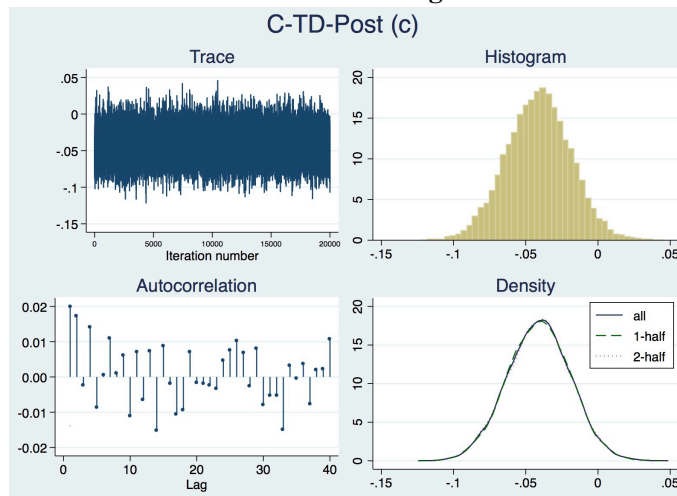 C-TD-Post (c)
Trace
.05
0
-.05
-.1
-.15
0 5000 10000 15000 20000
Iteration number
Histogram
20
15
10
5
0
-.15 -.1 -.05 0 .05
Autocorrelation
0.02
0.01
0.00
-0.01
-0.02
0 10 20 30 40
Lag
Density
20
15
10
5
0
all
1-half
2-half
-.15 -.1 -.05 0 .05